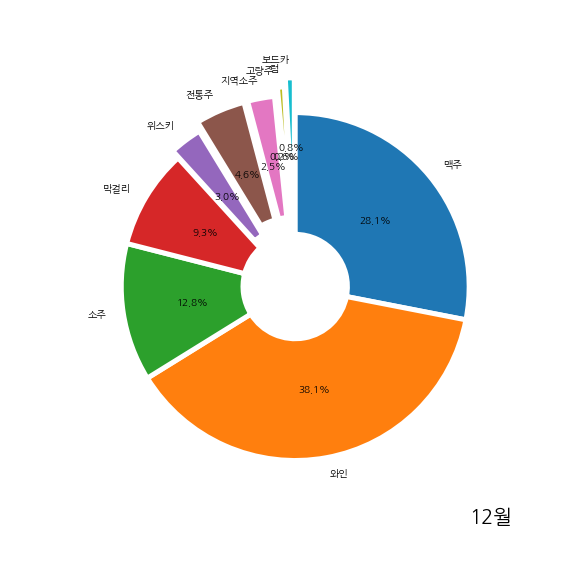 보드카
럼
고량주
지역소주
전통주
위스키
막걸리
소주
와인
맥주
0.8%
2.5%
4.6%
3.0%
9.3%
12.8%
38.1%
28.1%
12월